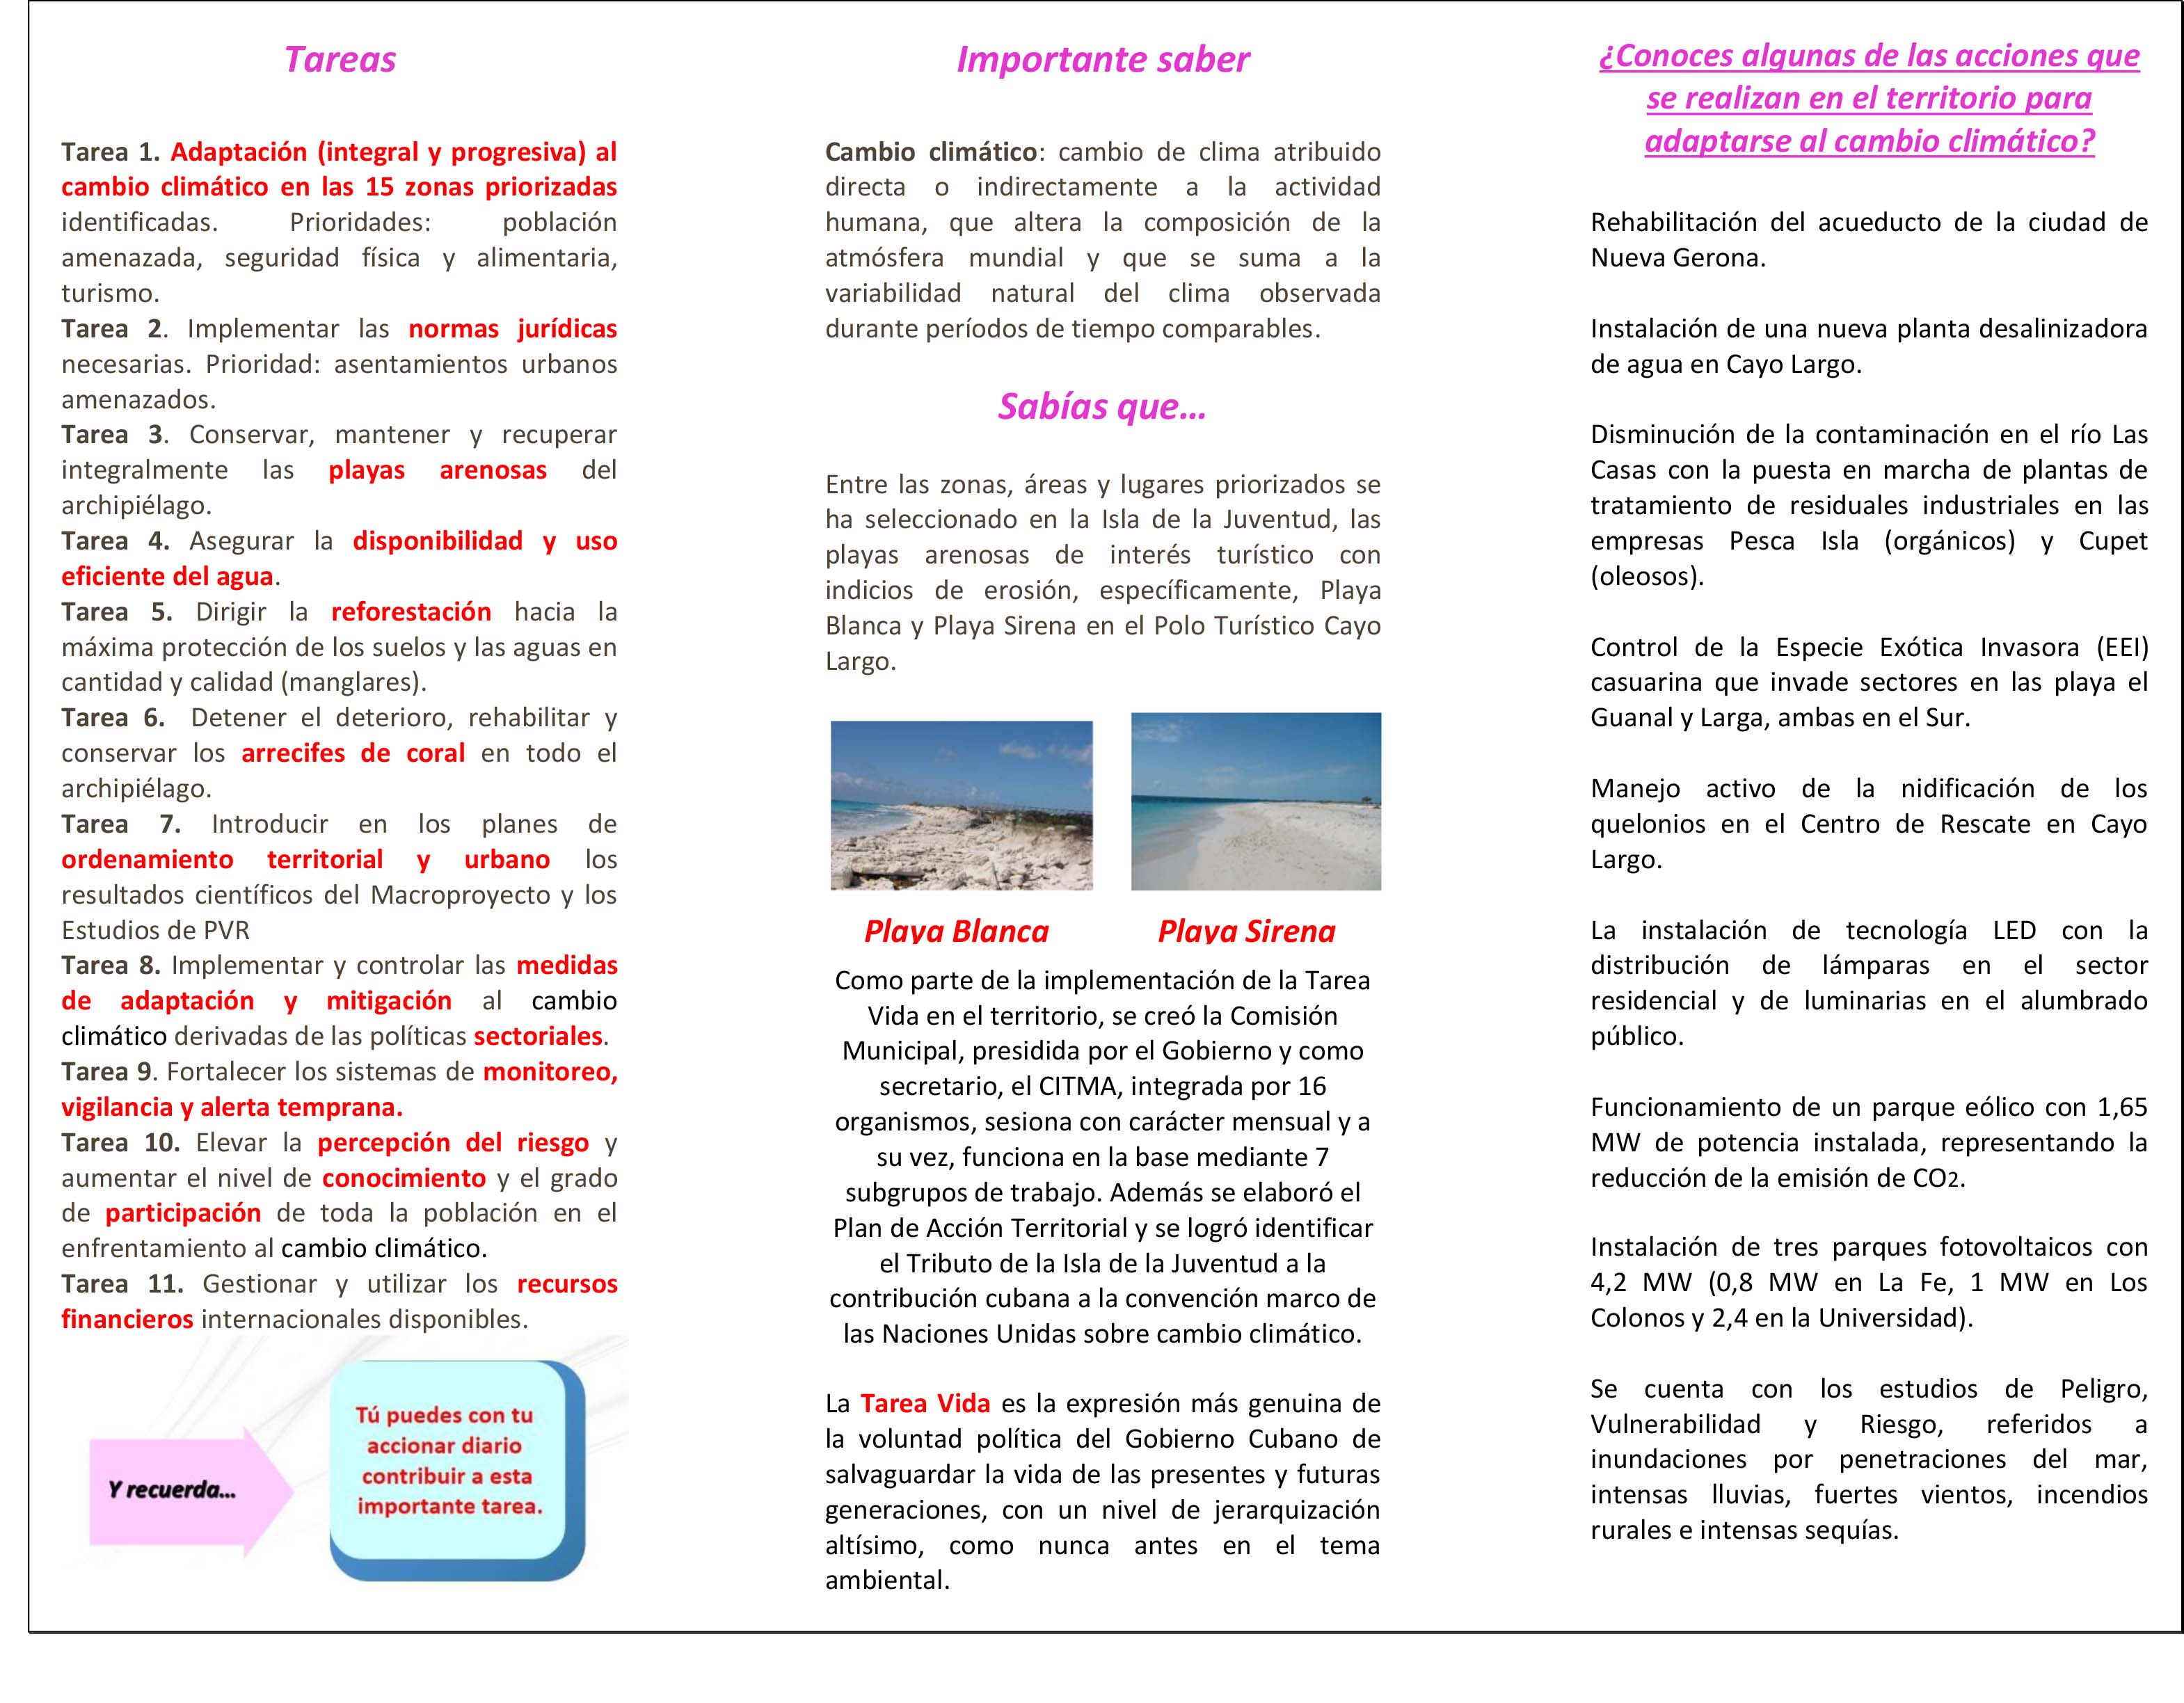 Tareas
Tarea 1. Adaptación (integral y progresiva) al
cambio climático en las 15 zonas priorizadas
identificadas. Prioridades: población
amenazada, seguridad física y alimentaria,
turismo.
Tarea 2. Implementar las normas jurídicas
necesarias. Prioridad: asentamientos urbanos
amenazados.
Tarea 3. Conservar, mantener y recuperar
integralmente las playas arenosas del
archipiélago.
Tarea 4. Asegurar la disponibilidad y uso
eficiente del agua.
Tarea 5. Dirigir la reforestación hacia la
máxima protección de los suelos y las aguas en
cantidad y calidad (manglares).
Tarea 6. Detener el deterioro, rehabilitar y
conservar los arrecifes de coral en todo el
archipiélago.
Tarea 7. Introducir en los planes de
ordenamiento territorial y urbano los
resultados científicos del Macroproyecto y los
Estudios de PVR
Tarea 8. Implementar y controlar las medidas
de adaptación y mitigación al cambio
climático derivadas de las políticas sectoriales.
Tarea 9. Fortalecer los sistemas de monitoreo,
vigilancia y alerta temprana.
Tarea 10. Elevar la percepción del riesgo y
aumentar el nivel de conocimiento y el grado
de participación de toda la población en el
enfrentamiento al cambio climático.
Tarea 11. Gestionar y utilizar los recursos
financieros internacionales disponibles.
Y recuerda...
Tú puedes con tu
accionar diario
contribuir a esta
importante tarea.
Importante saber
Cambio climático: cambio de clima atribuido
directa o indirectamente a la actividad
humana, que altera la composición de la
atmósfera mundial y que se suma a la
variabilidad natural del clima observada
durante períodos de tiempo comparables.
Sabías que...
Entre las zonas, áreas y lugares priorizados se
ha seleccionado en la Isla de la Juventud, las
playas arenosas de interés turístico con
indicios de erosión, específicamente, Playa
Blanca y Playa Sirena en el Polo Turístico Cayo
Largo.
Playa Blanca Playa Sirena
Como parte de la implementación de la Tarea
Vida en el territorio, se creó la Comisión
Municipal, presidida por el Gobierno y como
secretario, el CITMA, integrada por 16
organismos, sesiona con carácter mensual y a
su vez, funciona en la base mediante 7
subgrupos de trabajo. Además se elaboró el
Plan de Acción Territorial y se logró identificar
el Tributo de la Isla de la Juventud a la
contribución cubana a la convención marco de
las Naciones Unidas sobre cambio climático.
La Tarea Vida es la expresión más genuina de
la voluntad política del Gobierno Cubano de
salvaguardar la vida de las presentes y futuras
generaciones, con un nivel de jerarquización
altísimo, como nunca antes en el tema
ambiental.
¿Conoces algunas de las acciones que
se realizan en el territorio para
adaptarse al cambio climático?
Rehabilitación del acueducto de la ciudad de
Nueva Gerona.
Instalación de una nueva planta desalinizadora
de agua en Cayo Largo.
Disminución de la contaminación en el río Las
Casas con la puesta en marcha de plantas de
tratamiento de residuales industriales en las
empresas Pesca Isla (orgánicos) y Cupet
(oleosos).
Control de la Especie Exótica Invasora (EEI)
casuarina que invade sectores en las playa el
Guanal y Larga, ambas en el Sur.
Manejo activo de la nidificación de los
quelonios en el Centro de Rescate en Cayo
Largo.
La instalación de tecnología LED con la
distribución de lámparas en el sector
residencial y de luminarias en el alumbrado
público.
Funcionamiento de un parque eólico con 1,65
MW de potencia instalada, representando la
reducción de la emisión de CO2.
Instalación de tres parques fotovoltaicos con
4,2 MW (0,8 MW en La Fe, 1 MW en Los
Colonos y 2,4 en la Universidad).
Se cuenta con los estudios de Peligro,
Vulnerabilidad y Riesgo, referidos a
inundaciones por penetraciones del mar,
intensas lluvias, fuertes vientos, incendios
rurales e intensas sequías.